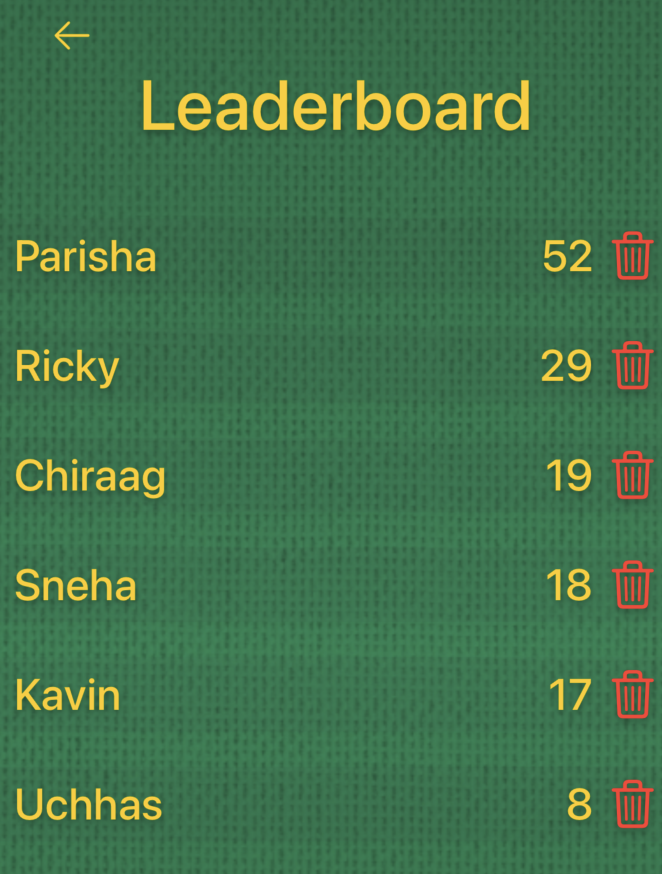 Leaderboard
Parisha 52
Ricky 29
Chiraag 19
Sneha 18
Kavin 17
Uchhas 8